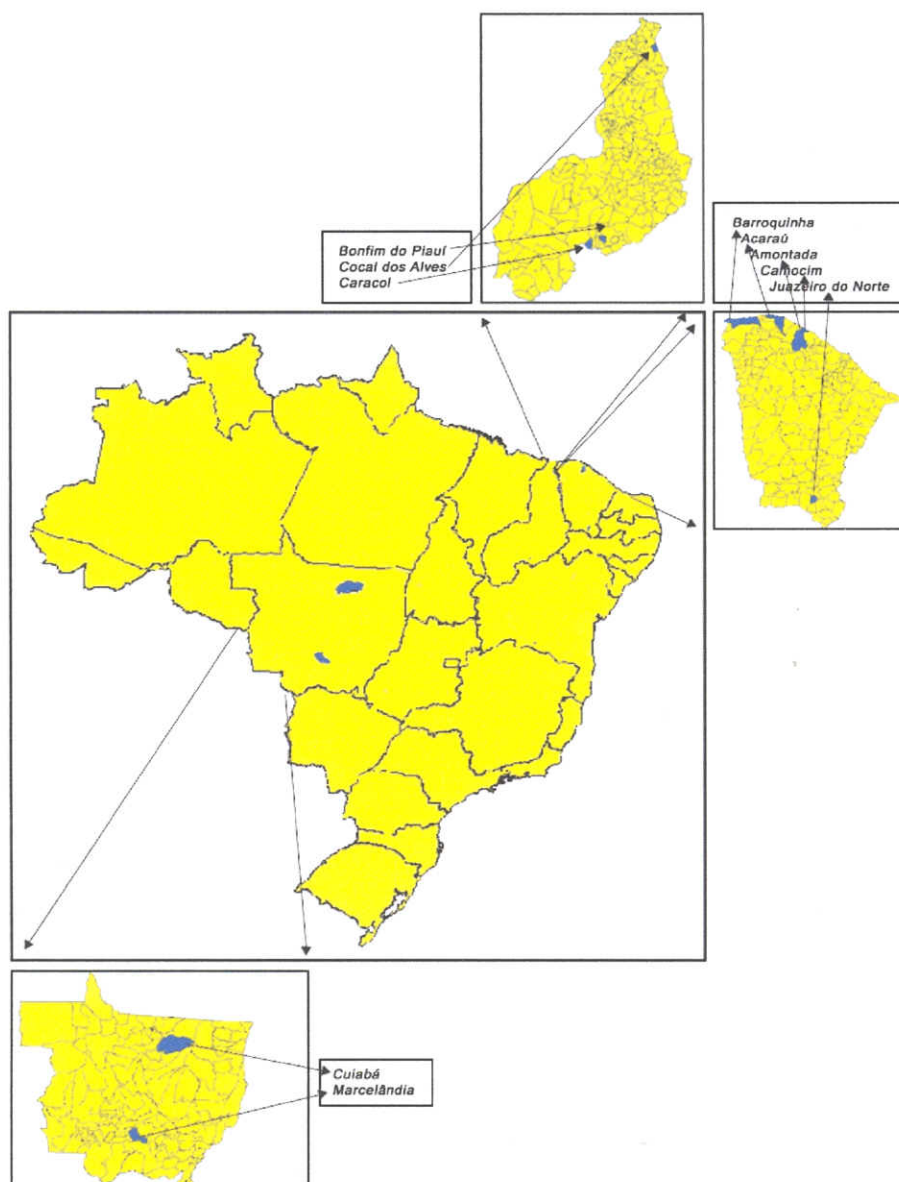 Barroquinha
Acaraú
Amontada
Camocim
Juazeiro do Norte
Bonfim do Piauí
Cocal dos Alves
Caracol
Cuiabá
Marcelândia